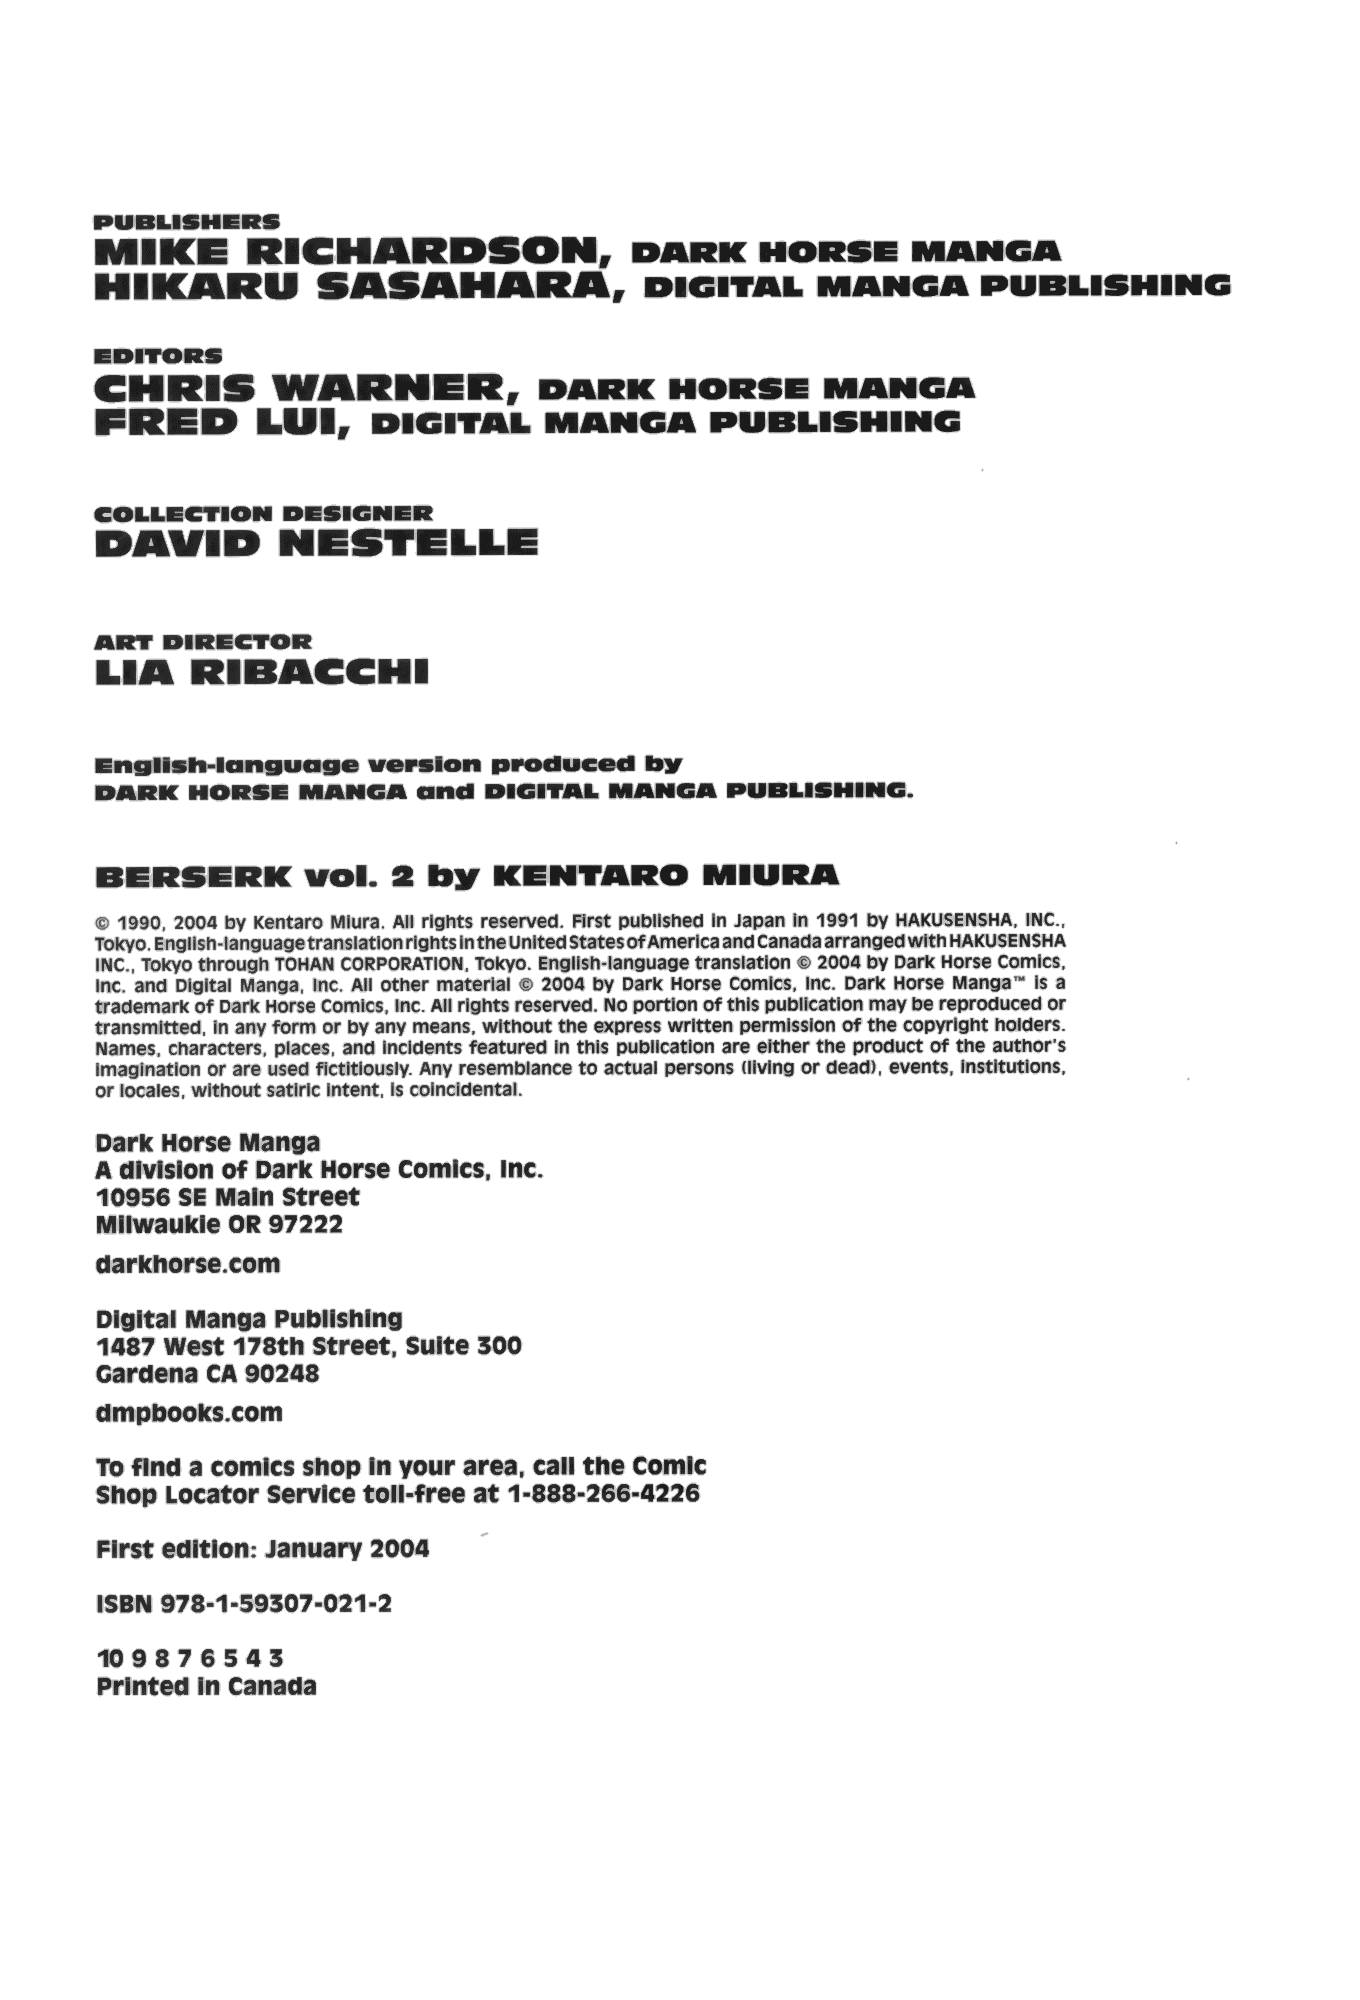 PUBLISHERS
MIKE RICHARDSON, DARK HORSE MANGA
HIKARU SASAHARA, DIGITAL MANGA PUBLISHING
EDITORS
CHRIS WARNER, DARK HORSE MANGA
FRED LUI, DIGITAL MANGA PUBLISHING
COLLECTION DESIGNER
DAVID NESTELLE
ART DIRECTOR
LIA RIBACCHI
English-language version produced by
DARK HORSE MANGA and DIGITAL MANGA PUBLISHING.
BERSERK vol. 2 by KENTARO MIURA
© 1990, 2004 by Kentaro Miura. All rights reserved. First published in Japan in 1991 by HAKUSENSHA, INC.,
Tokyo. English-language translation rights in the United States of America and Canada arranged with HAKUSENSHA
INC., Tokyo through TOHAN CORPORATION, Tokyo. English-language translation © 2004 by Dark Horse Comics,
Inc. and Digital Manga, Inc. All other material © 2004 by Dark Horse Comics, Inc. Dark Horse Manga™ is a
trademark of Dark Horse Comics, Inc. All rights reserved. No portion of this publication may be reproduced or
transmitted, in any form or by any means, without the express written permission of the copyright holders.
Names, characters, places, and incidents featured in this publication are either the product of the author's
imagination or are used fictitiously. Any resemblance to actual persons (living or dead), events, institutions,
or locales, without satiric intent, is coincidental.
Dark Horse Manga
A division of Dark Horse Comics, Inc.
10956 SE Main Street
Milwaukie OR 97222
darkhorse.com
Digital Manga Publishing
1487 West 178th Street, Suite 300
Gardena CA 90248
dmpbooks.com
To find a comics shop in your area, call the Comic
Shop Locator Service toll-free at 1-888-266-4226
First edition: January 2004
ISBN 978-1-59307-021-2
10 9 8 7 6 5 4 3
Printed in Canada